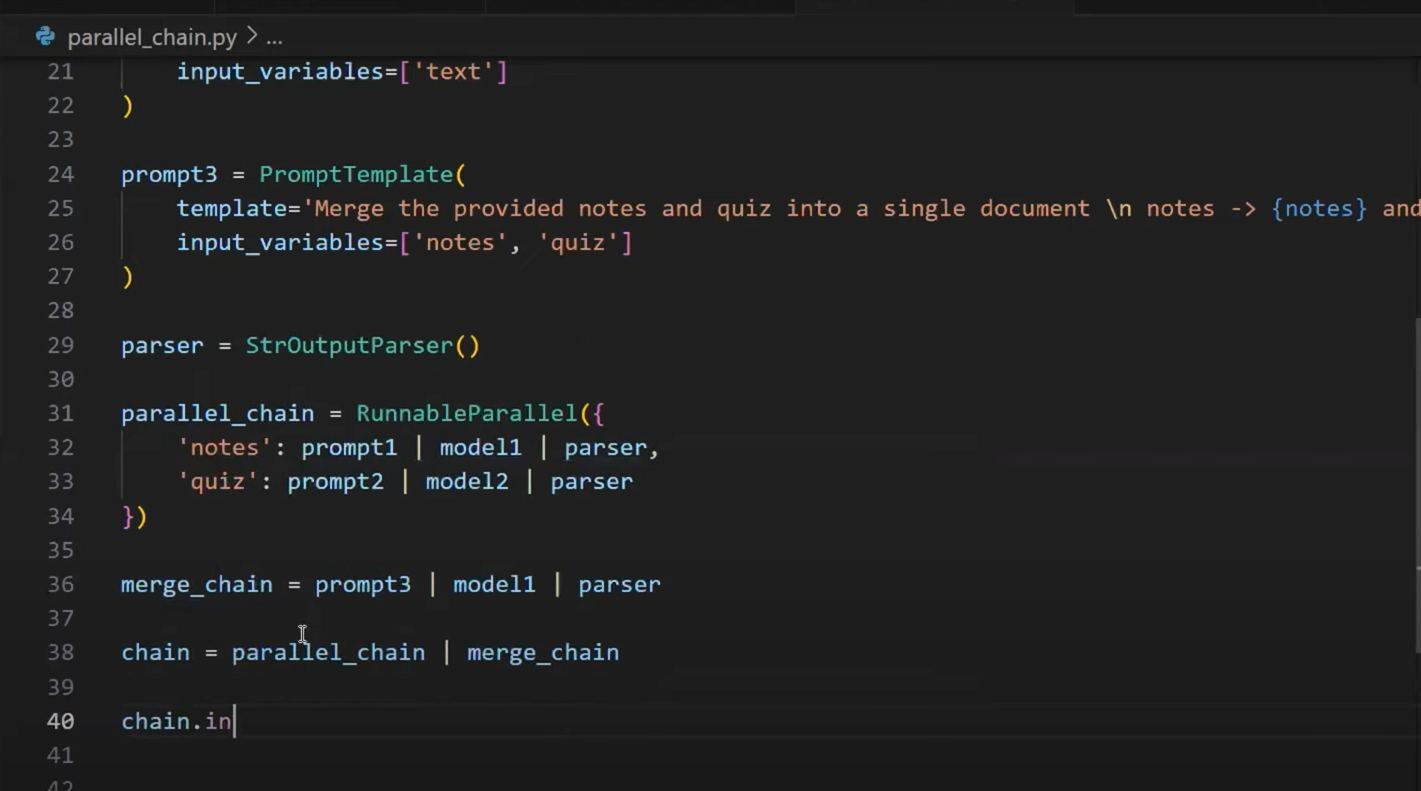 parallel_chain.py > ...
21 input_variables=['text']
22 )
23
24 prompt3 = PromptTemplate(
25 template='Merge the provided notes and quiz into a single document \n notes -> {notes} and
26 input_variables=['notes', 'quiz']
27 )
28
29 parser = StrOutputParser()
30
31 parallel_chain = RunnableParallel({
32 'notes': prompt1 | model1 | parser,
33 'quiz': prompt2 | model2 | parser
34 })
35
36 merge_chain = prompt3 | model1 | parser
37
38 chain = parallel_chain | merge_chain
39
40 chain.in
41
42